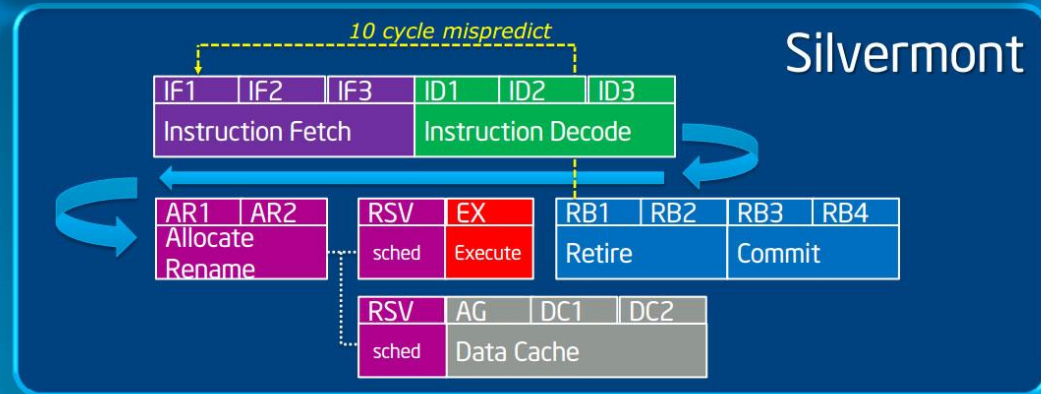 10 cycle mispredict
Silvermont
IF1 IF2 IF3 ID1 ID2 ID3
Instruction Fetch Instruction Decode
AR1 AR2 RSV EX RB1 RB2 RB3 RB4
Allocate
Rename sched Execute Retire Commit
RSV AG DC1 DC2
sched Data Cache